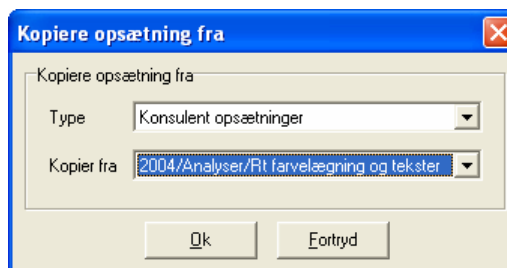 Kopiere opsætning fra
Kopiere opsætning fra
Type Konsulent opsætninger
Kopier fra 2004/Analyser/Rt farvelægning og tekster
Ok Fortryd